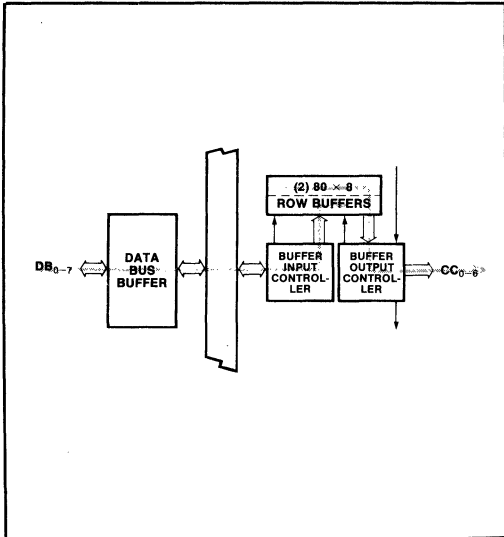 (2) 80 × 8
ROW BUFFERS
DB0-7
DATA
BUS
BUFFER
BUFFER
INPUT
CONTROL-
LER
BUFFER
OUTPUT
CONTROL-
LER
CC0-6